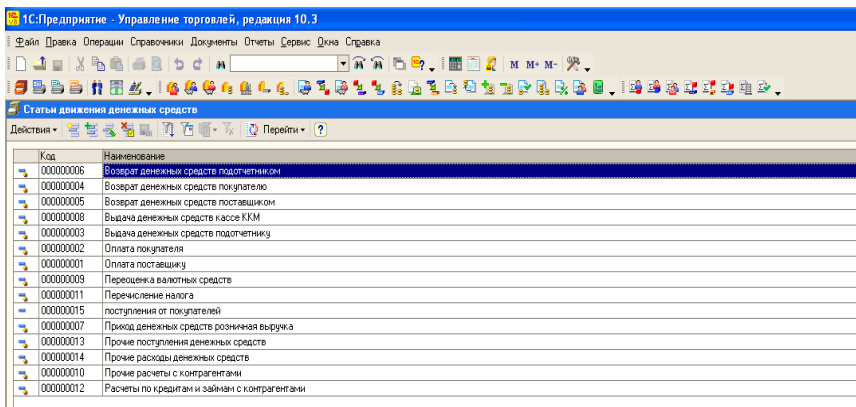 1С:Предприятие - Управление торговлей, редакция 10.3
Файл Правка Операции Справочники Документы Отчеты Сервис Окна Справка
M M+ M-
Статьи движения денежных средств
Действия Перейти ?
Код Наименование
000000006 Возврат денежных средств подотчетником
000000004 Возврат денежных средств покупателю
000000005 Возврат денежных средств поставщиком
000000008 Выдача денежных средств кассе ККМ
000000003 Выдача денежных средств подотчетнику
000000002 Оплата покупателя
000000001 Оплата поставщику
000000009 Переоценка валютных средств
000000011 Перечисление налога
000000015 поступления от покупателей
000000007 Приход денежных средств розничная выручка
000000013 Прочие поступления денежных средств
000000014 Прочие расходы денежных средств
000000010 Прочие расчеты с контрагентами
000000012 Расчеты по кредитам и займам с контрагентами